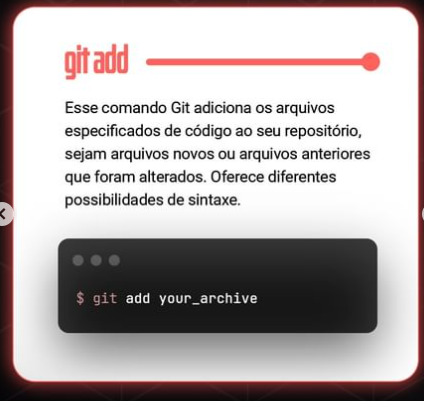 git add
Esse comando Git adiciona os arquivos
especificados de código ao seu repositório,
sejam arquivos novos ou arquivos anteriores
que foram alterados. Oferece diferentes
possibilidades de sintaxe.
$ git add your_archive